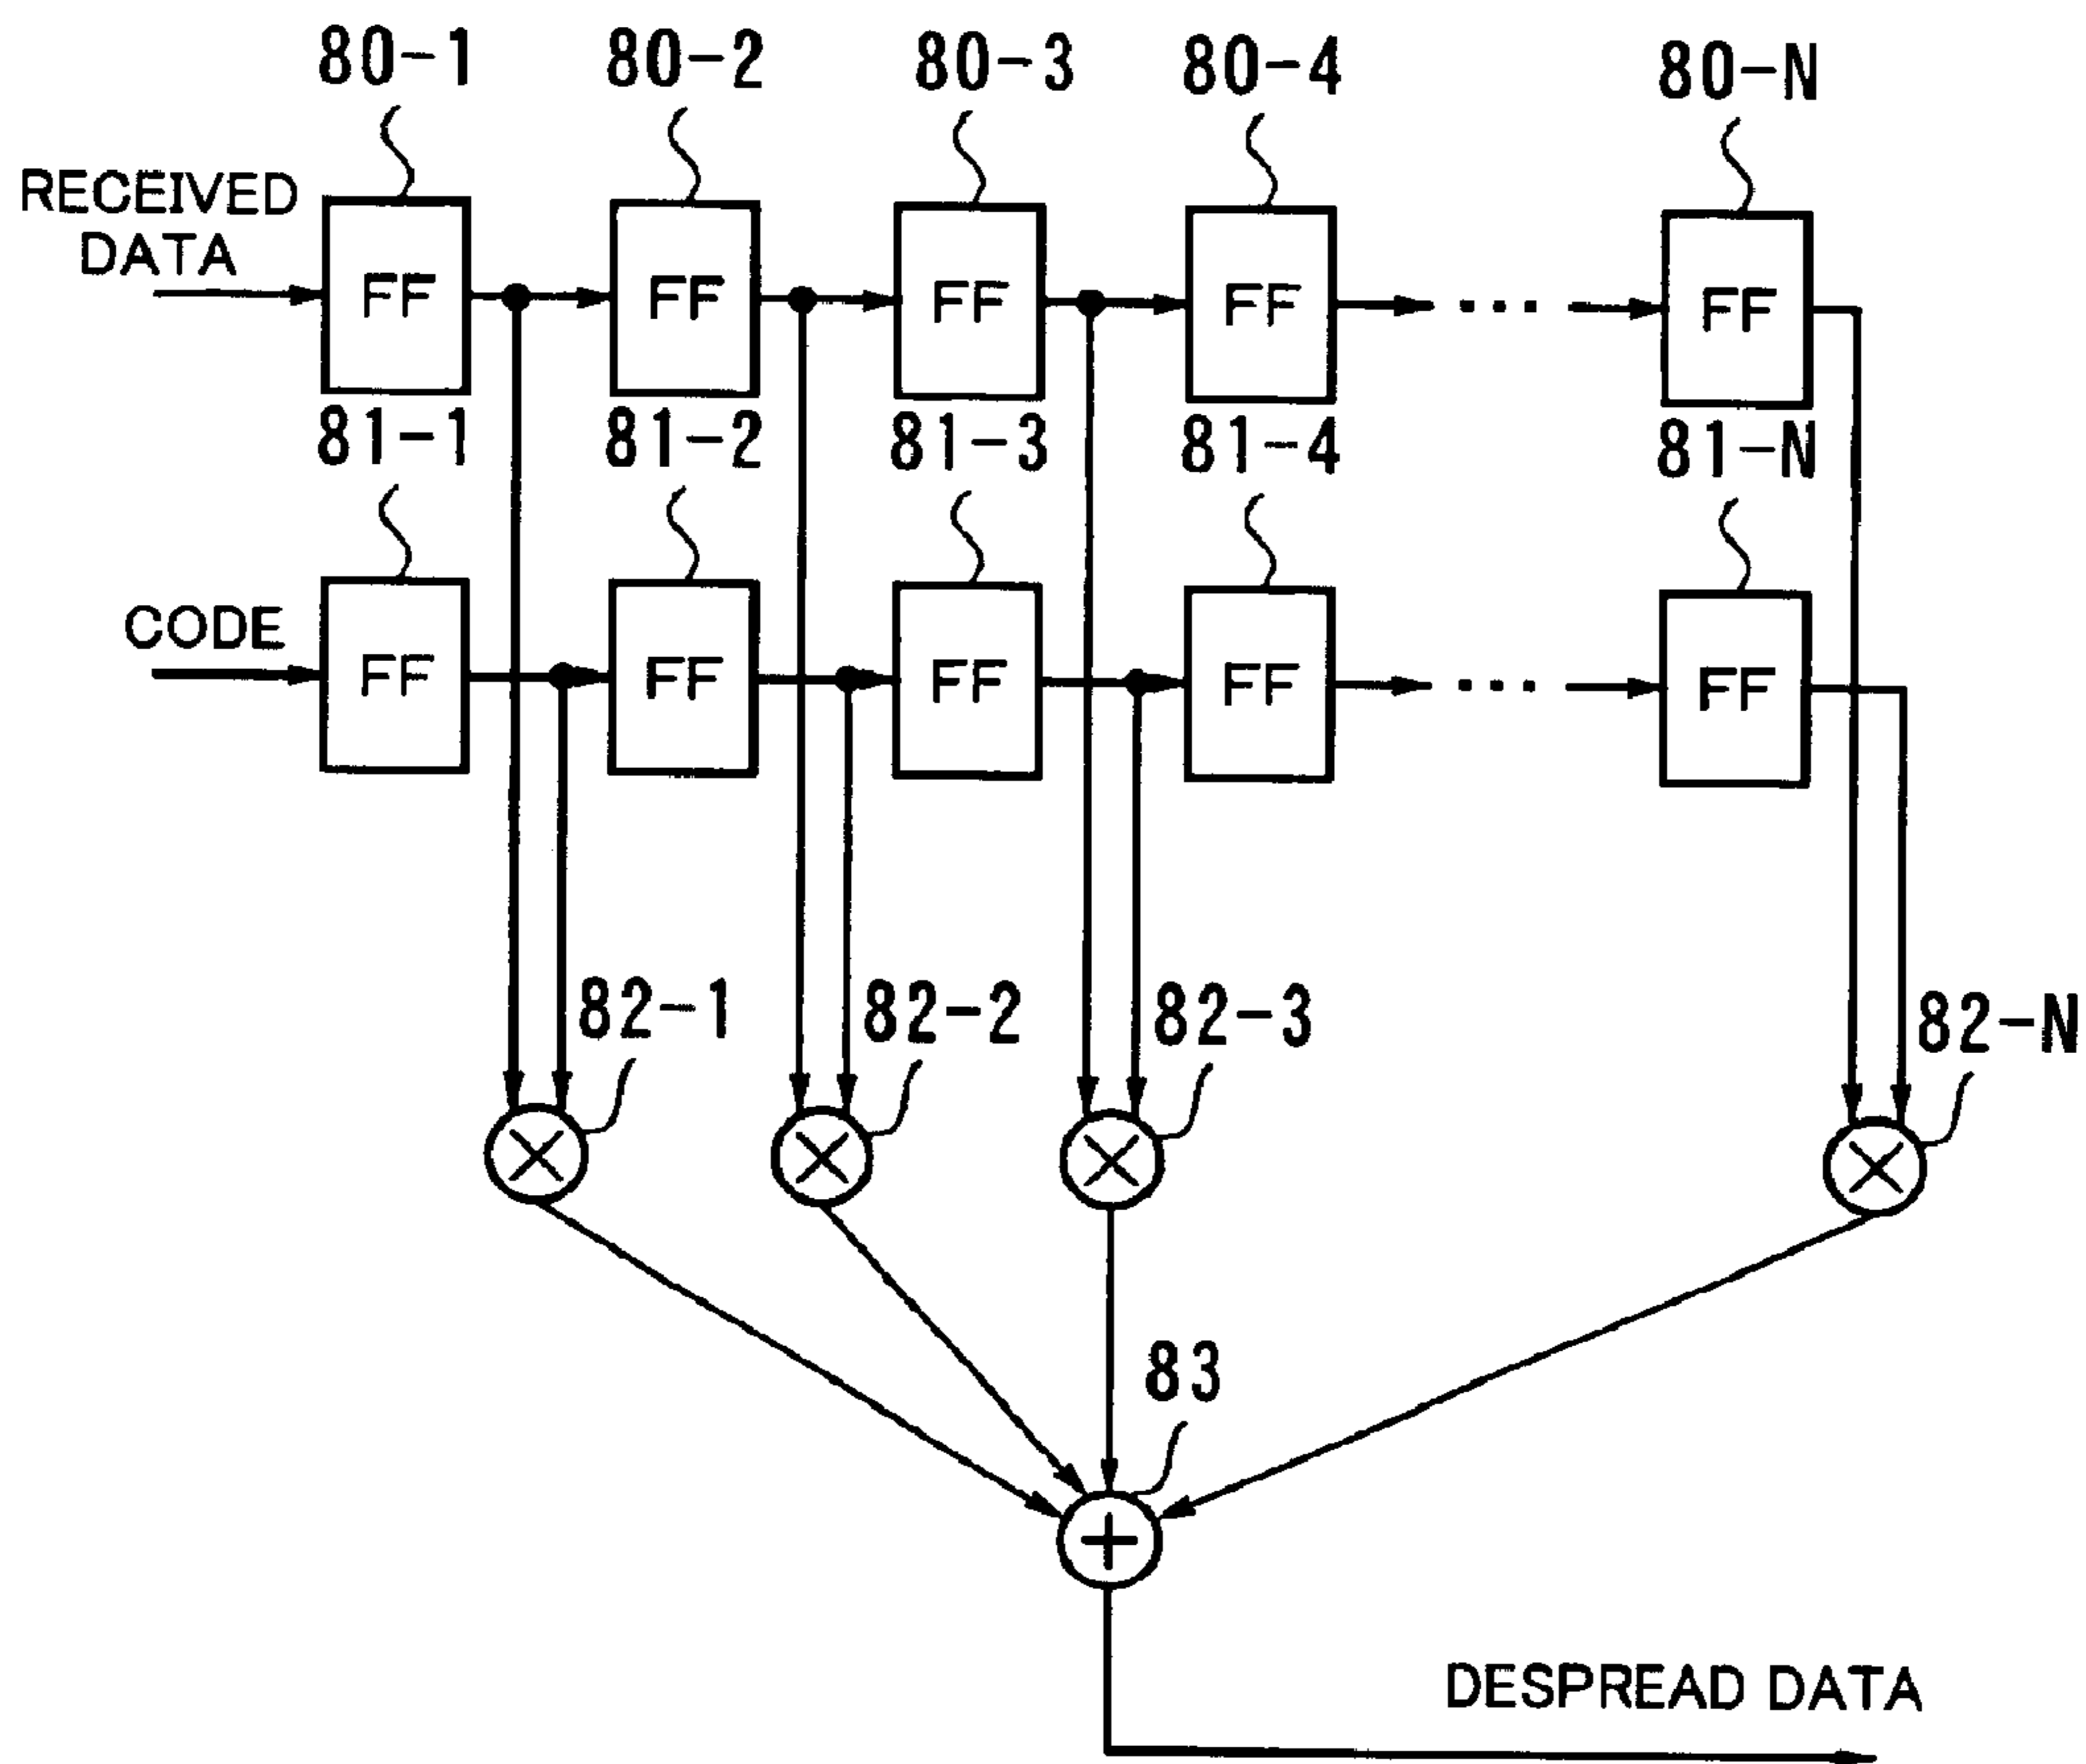 80-1 80-2 80-3 80-4 80-N
RECEIVED
DATA
FF FF FF FF ... FF
81-1 81-2 81-3 81-4 81-N
CODE
FF FF FF FF ... FF
82-1 82-2 82-3 82-N
83
DESPREAD DATA